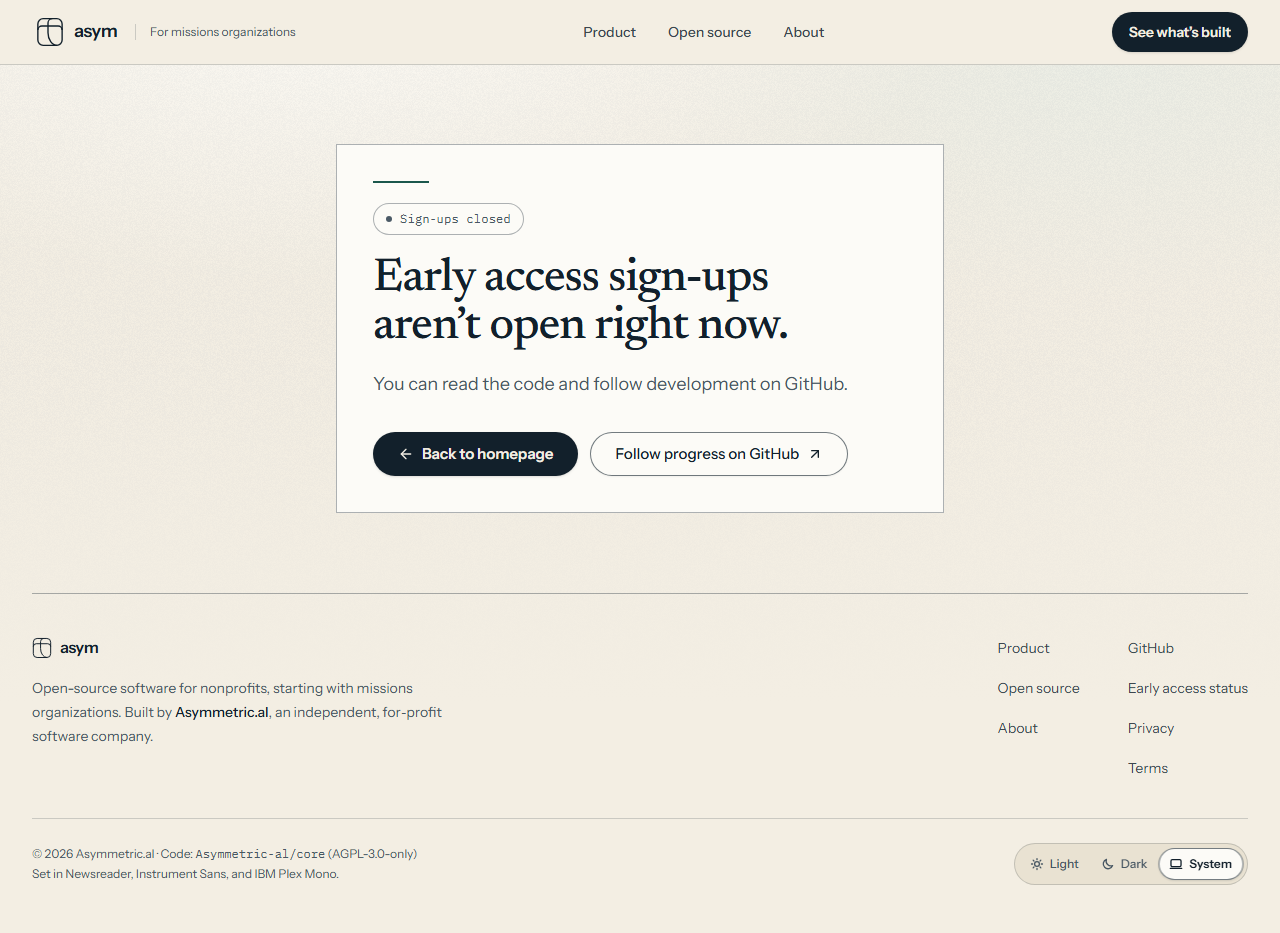 asym
For missions organizations
Product
Open source
About
See what's built
Sign-ups closed
Early access sign-ups
aren’t open right now.
You can read the code and follow development on GitHub.
Back to homepage
Follow progress on GitHub
asym
Open-source software for nonprofits, starting with missions
organizations. Built by Asymmetric.al, an independent, for-profit
software company.
Product
Open source
About
GitHub
Early access status
Privacy
Terms
© 2026 Asymmetric.al · Code: Asymmetric-al/core (AGPL-3.0-only)
Set in Newsreader, Instrument Sans, and IBM Plex Mono.
Light
Dark
System